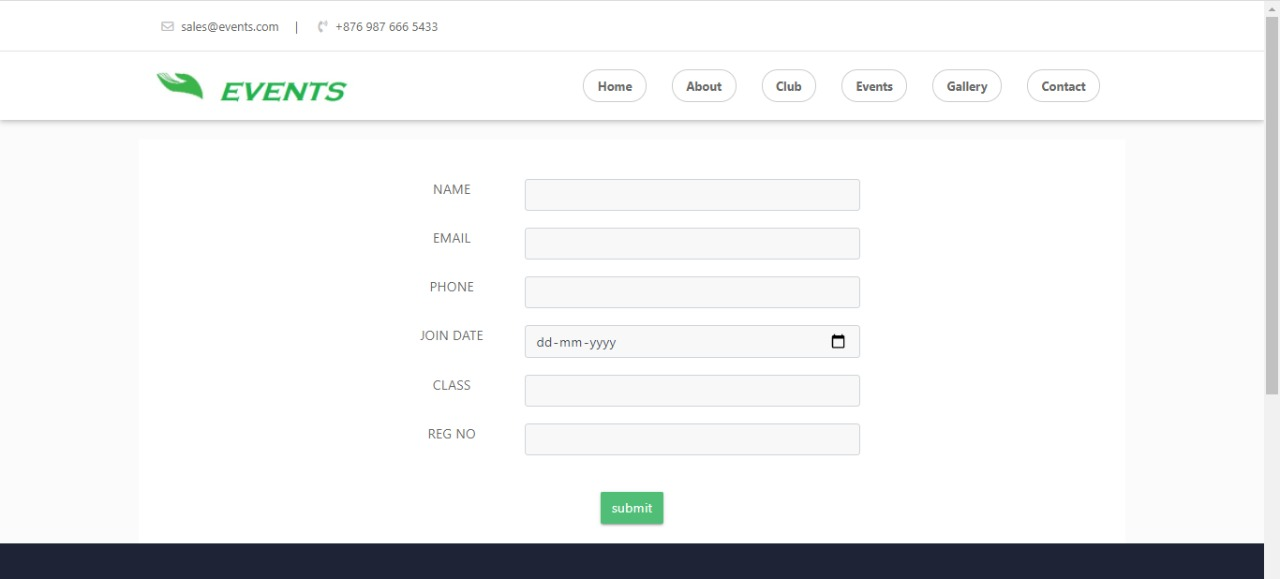 sales@events.com | +876 987 666 5433
EVENTS
Home About Club Events Gallery Contact
NAME
EMAIL
PHONE
JOIN DATE dd-mm-yyyy
CLASS
REG NO
submit